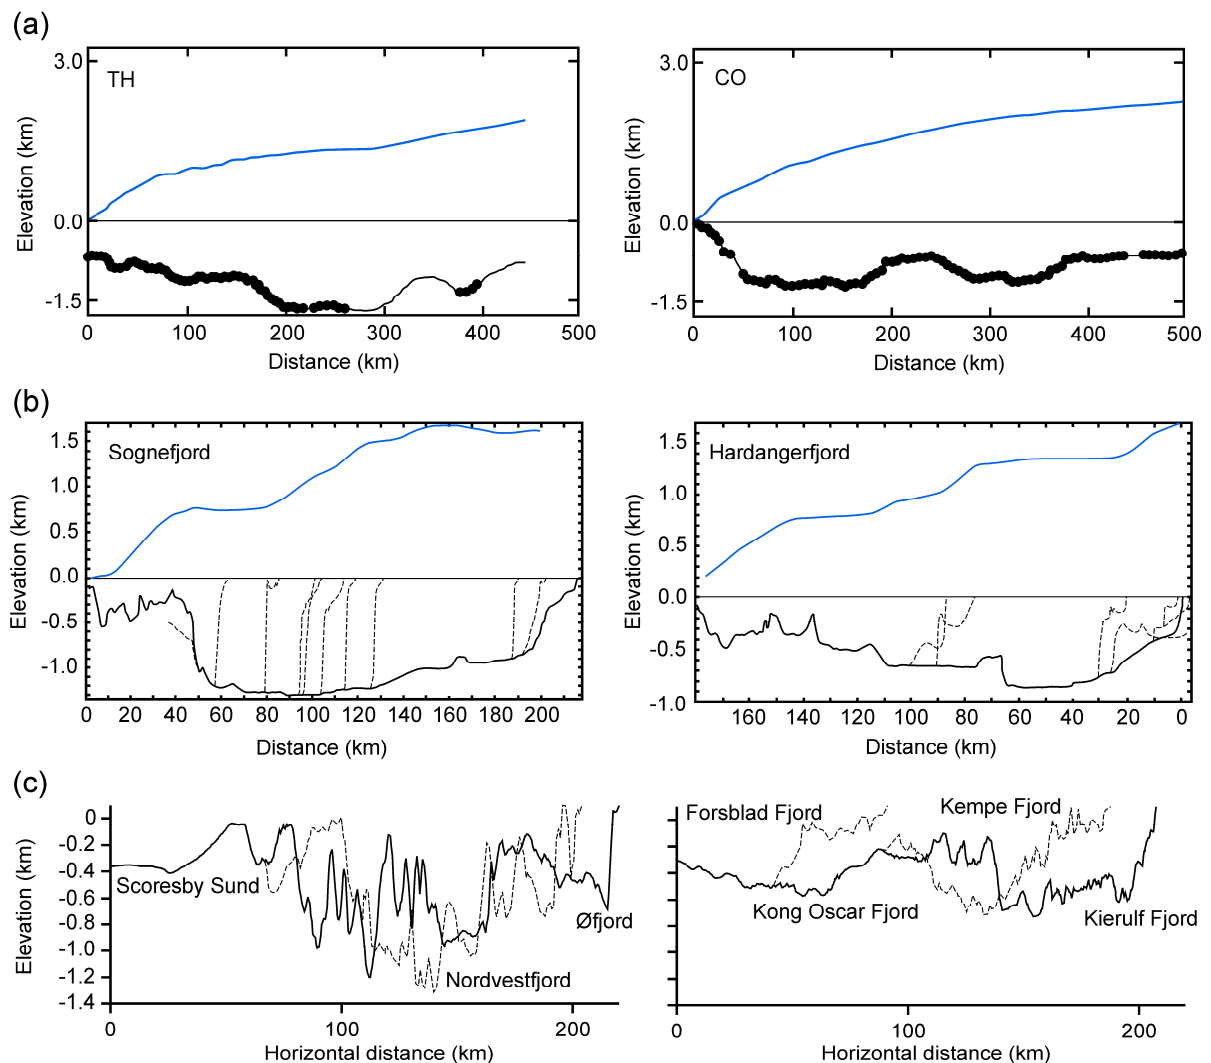 (a)
TH
Elevation (km)
3.0
0.0
-1.5
0 100 200 300 400 500
Distance (km)
CO
Elevation (km)
3.0
0.0
-1.5
0 100 200 300 400 500
Distance (km)
(b)
Sognefjord
Elevation (km)
1.5
1.0
0.5
0.0
-0.5
-1.0
0 20 40 60 80 100 120 140 160 180 200
Distance (km)
Hardangerfjord
Elevation (km)
1.5
1.0
0.5
0.0
-0.5
-1.0
160 140 120 100 80 60 40 20 0
Distance (km)
(c)
Elevation (km)
0
-0.2
-0.4
-0.6
-0.8
-1.0
-1.2
-1.4
Scoresby Sund
Øfjord
Nordvestfjord
0 100 200
Horizontal distance (km)
Forsblad Fjord
Kempe Fjord
Kong Oscar Fjord
Kierulf Fjord
0 100 200
Horizontal distance (km)